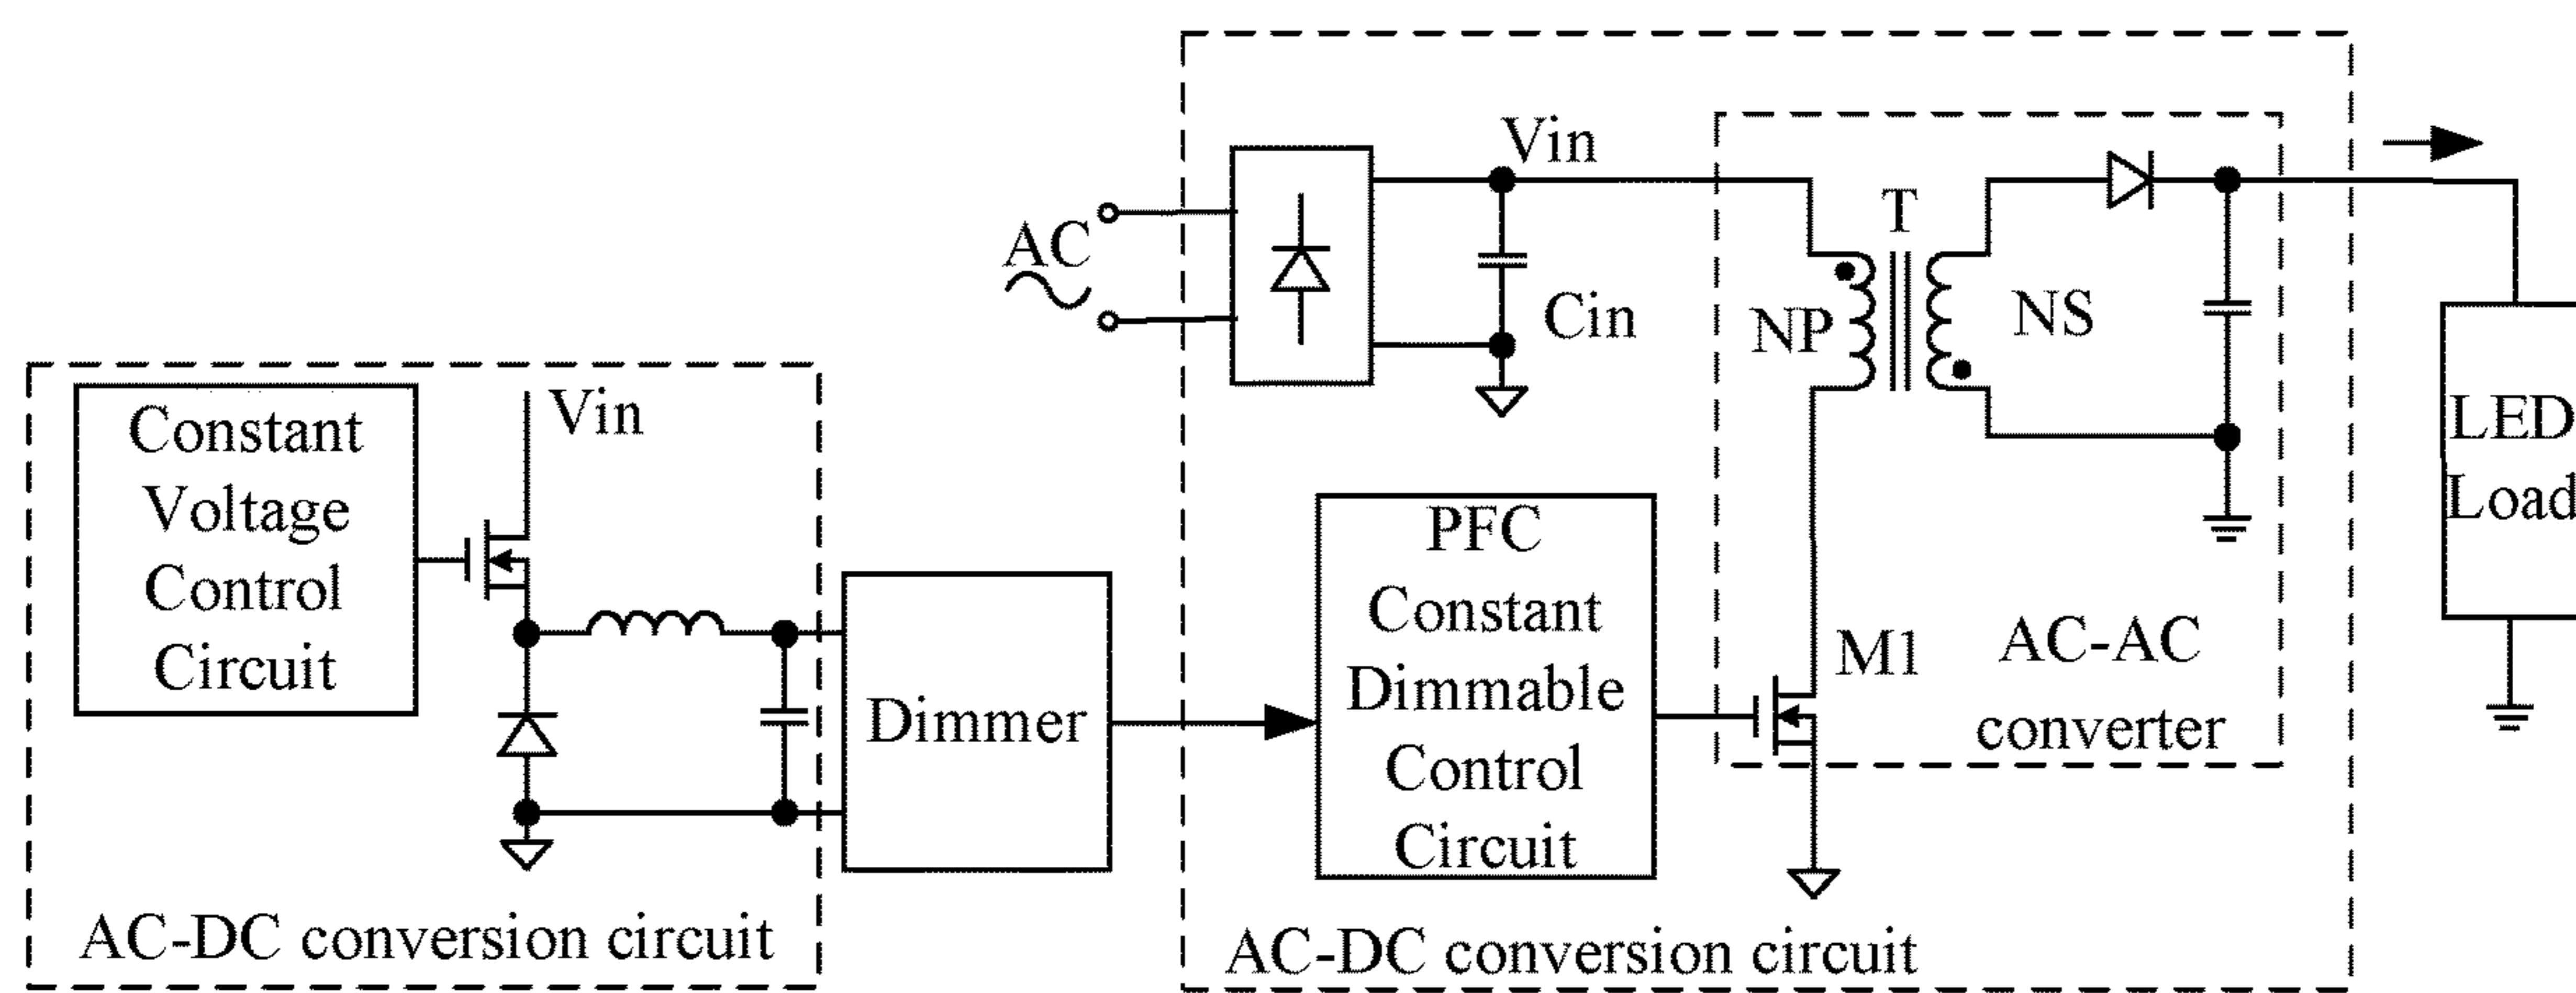 Constant
Voltage
Control
Circuit
Vin
AC-DC conversion circuit
Dimmer
AC
Vin
Cin
T
NP
NS
PFC
Constant
Dimmable
Control
Circuit
M1
AC-AC
converter
AC-DC conversion circuit
LED
Load